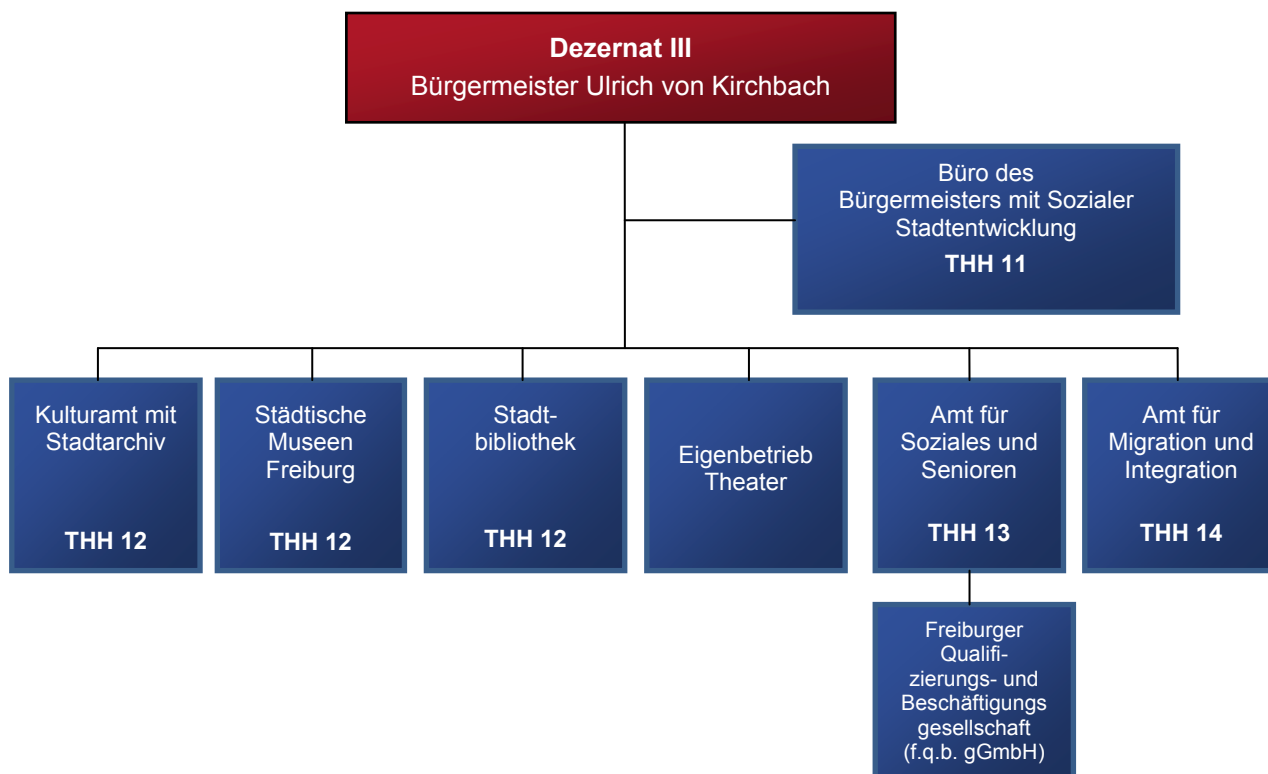 Dezernat III
Bürgermeister Ulrich von Kirchbach
Büro des
Bürgermeisters mit Sozialer
Stadtentwicklung
THH 11
Kulturamt mit
Stadtarchiv
THH 12
Städtische
Museen
Freiburg
THH 12
Stadt-
bibliothek
THH 12
Eigenbetrieb
Theater
Amt für
Soziales und
Senioren
THH 13
Amt für
Migration und
Integration
THH 14
Freiburger
Qualifi-
zierungs- und
Beschäftigungs
gesellschaft
(f.q.b. gGmbH)